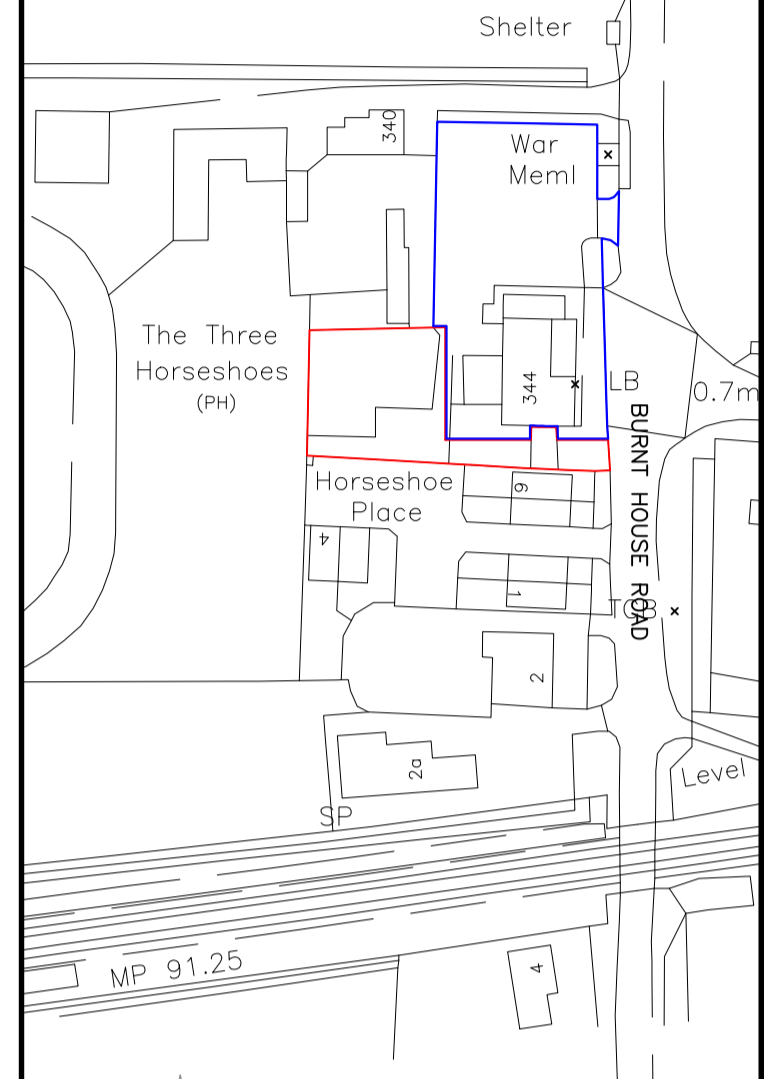 Shelter
340
War
Meml
The Three
Horseshoes
(PH)
344
LB
0.7m
BURNT HOUSE ROAD
Horseshoe
Place
9
4
1
TCB
2
2a
Level
SP
MP 91.25
4